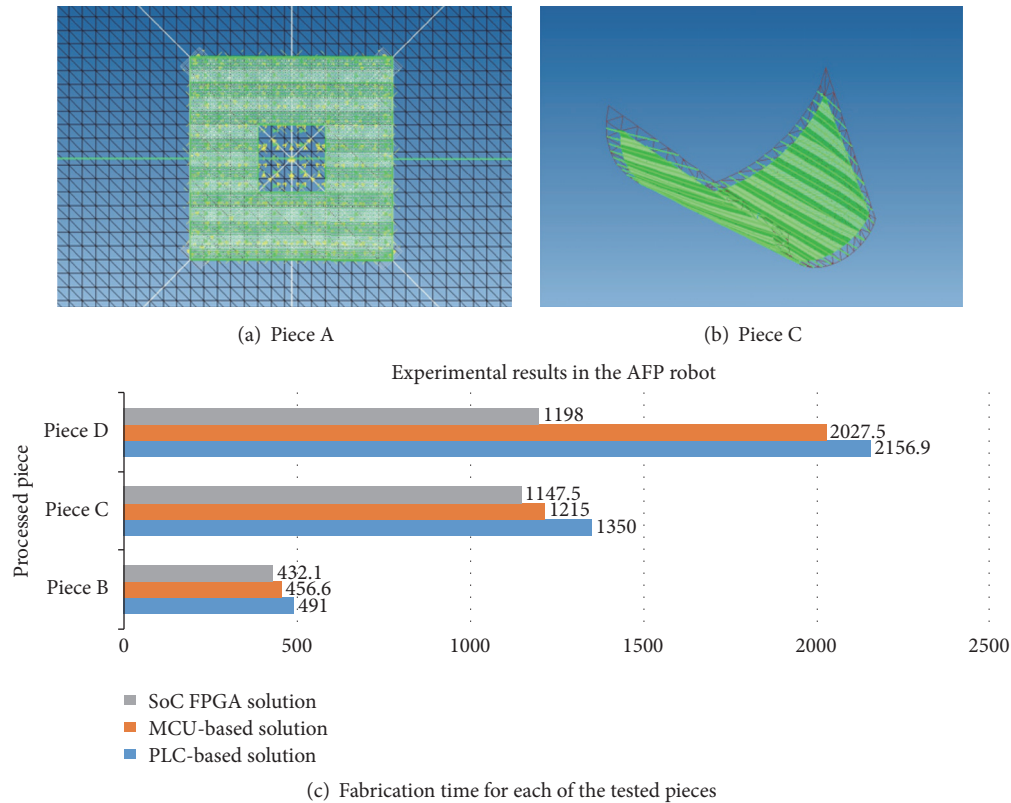 (a) Piece A
(b) Piece C
Experimental results in the AFP robot
Processed piece
Piece D
1198
2027.5
2156.9
Piece C
1147.5
1215
1350
Piece B
432.1
456.6
491
0 500 1000 1500 2000 2500
SoC FPGA solution
MCU-based solution
PLC-based solution
(c) Fabrication time for each of the tested pieces